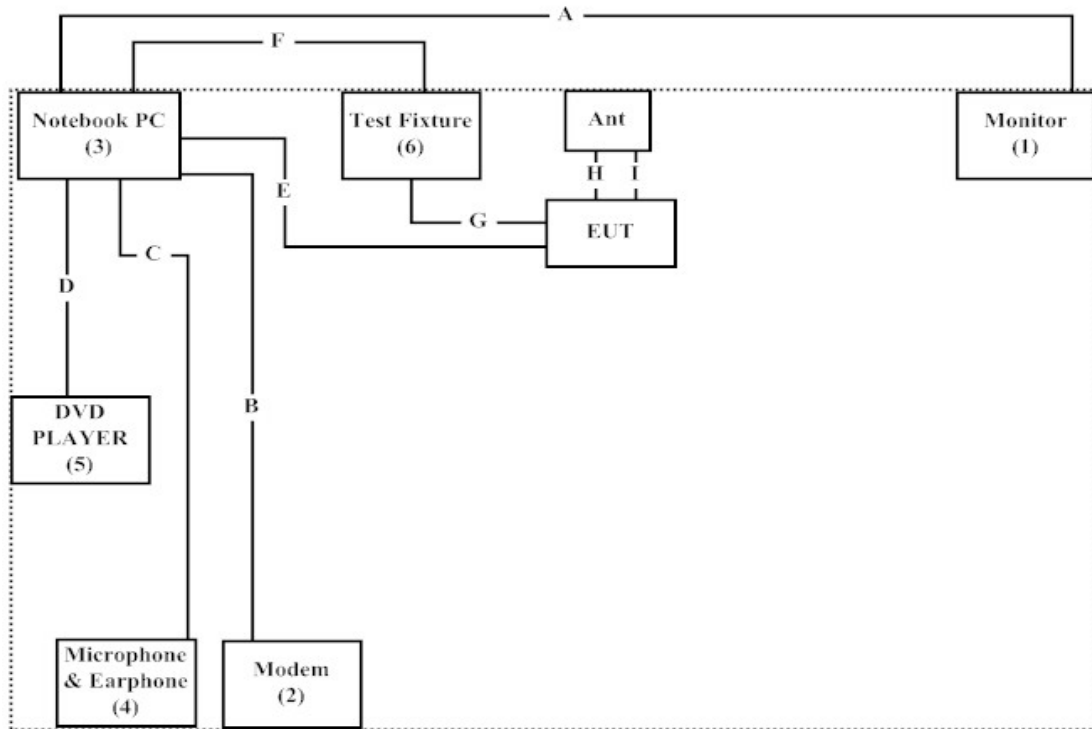 A
F
Notebook PC
(3)
Test Fixture
(6)
Ant
Monitor
(1)
H I
E
G
EUT
C
D
DVD
PLAYER
(5)
B
Microphone
& Earphone
(4)
Modem
(2)